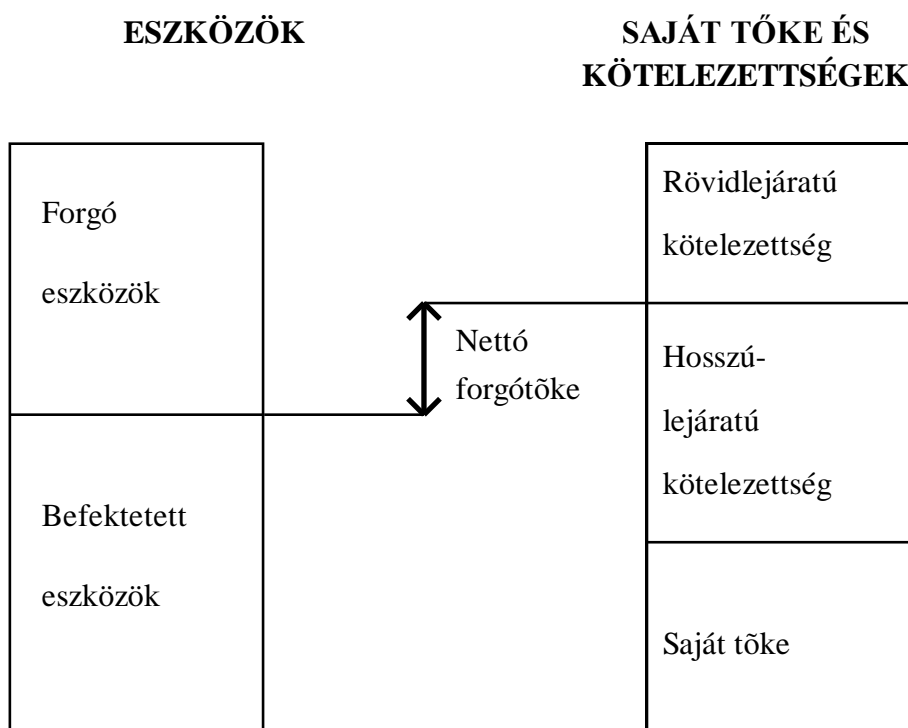 ESZKÖZÖK
SAJÁT TŐKE ÉS
KÖTELEZETTSÉGEK
Forgó
eszközök
Befektetett
eszközök
Nettó
forgótõke
Rövidlejáratú
kötelezettség
Hosszú-
lejáratú
kötelezettség
Saját tõke